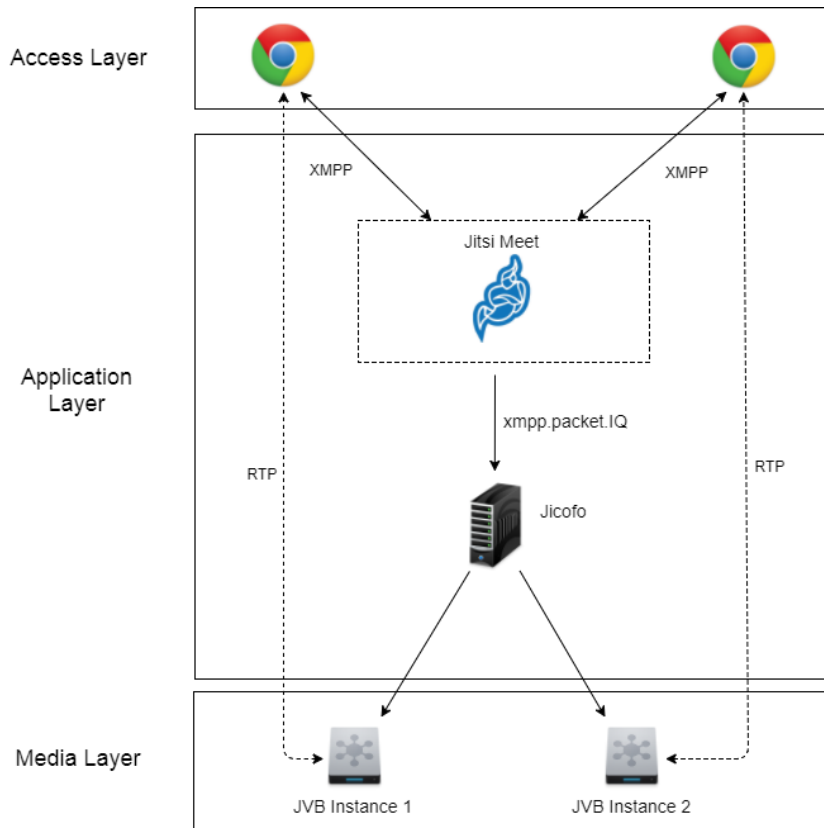 Access Layer
XMPP
XMPP
Jitsi Meet
Application
Layer
xmpp.packet.IQ
RTP
RTP
Jicofo
Media Layer
JVB Instance 1
JVB Instance 2